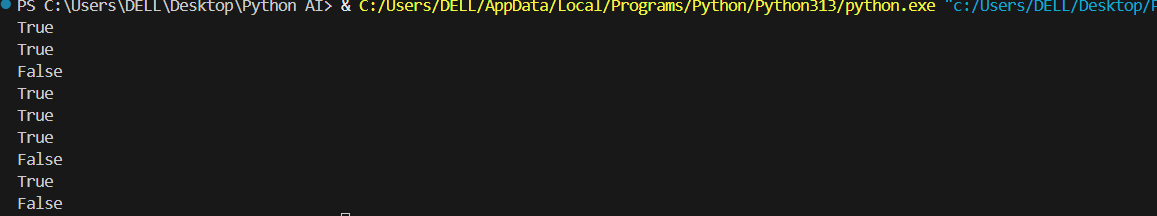 PS C:\Users\DELL\Desktop\Python AI> & C:/Users/DELL/AppData/Local/Programs/Python/Python313/python.exe "c:/Users/DELL/Desktop/P
True
True
False
True
True
True
False
True
False